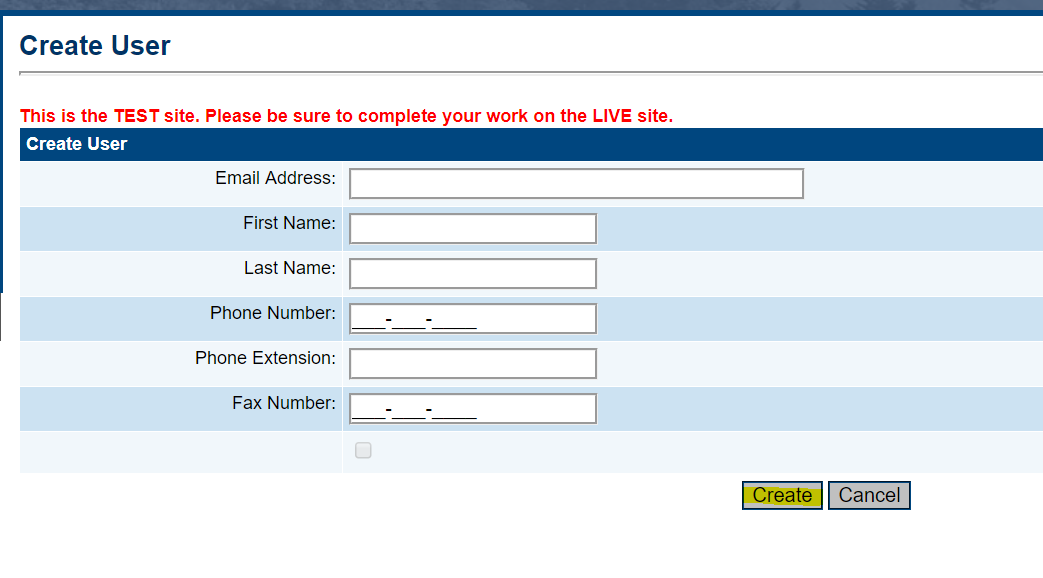 Create User
This is the TEST site. Please be sure to complete your work on the LIVE site.
Create User
Email Address:
First Name:
Last Name:
Phone Number: ___-___-____
Phone Extension:
Fax Number: ___-___-____
Create Cancel